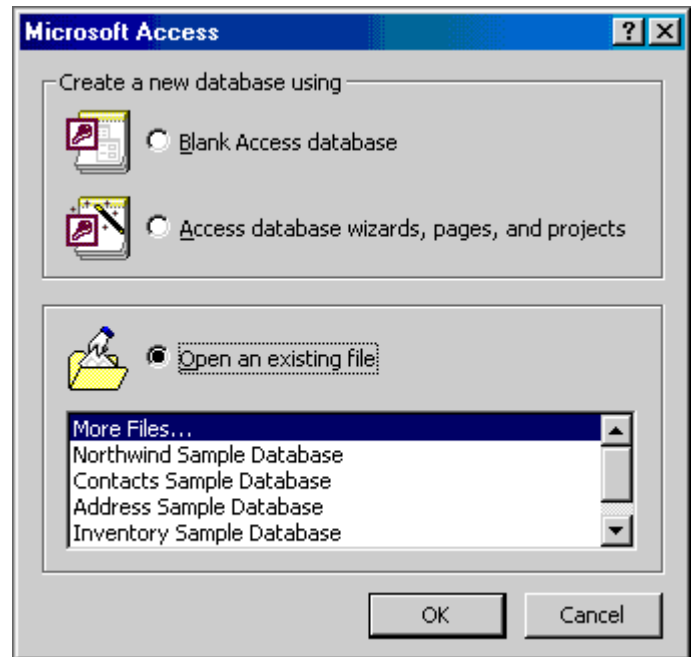 Microsoft Access
Create a new database using
Blank Access database
Access database wizards, pages, and projects
Open an existing file
More Files...
Northwind Sample Database
Contacts Sample Database
Address Sample Database
Inventory Sample Database
OK Cancel